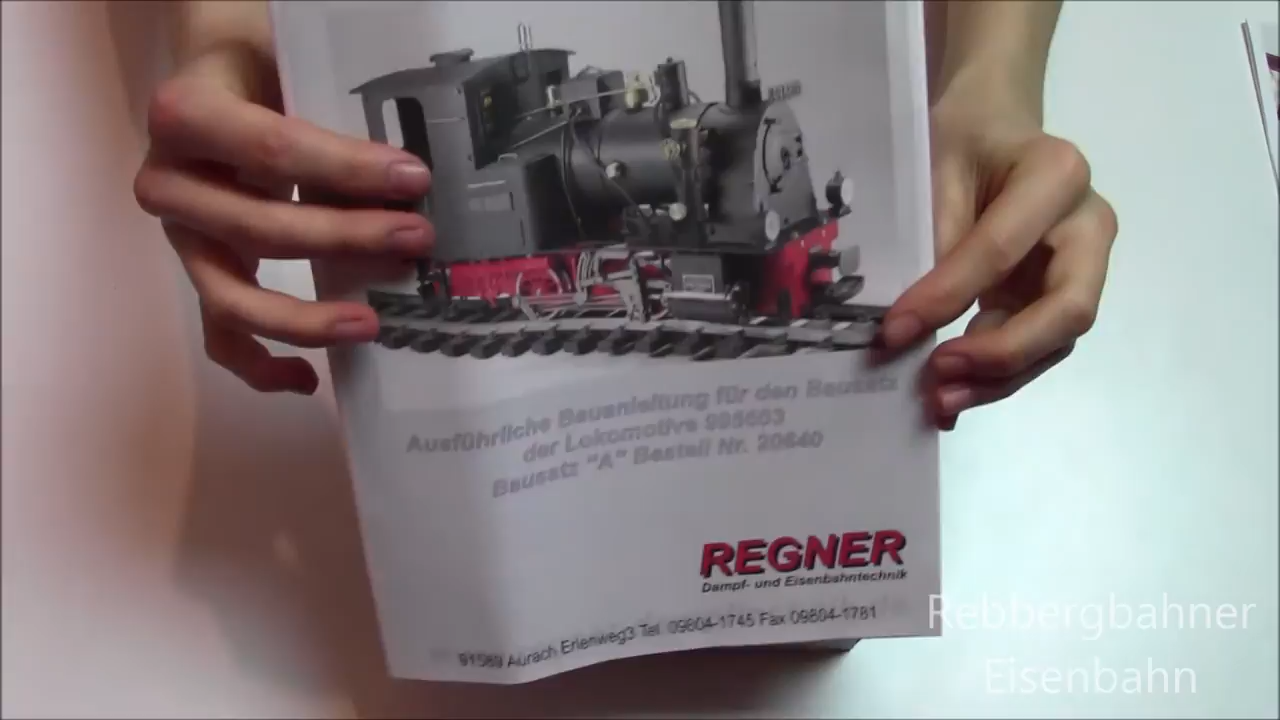 Ausführliche Bauanleitung für den Bausatz
der Lokomotive 995603
Bausatz "A" Bestell Nr. 20640
REGNER
Dampf- und Eisenbahntechnik
91589 Aurach Erlenweg3 Tel. 09804-1745 Fax 09804-1781
Rebbergbahner
Eisenbahn